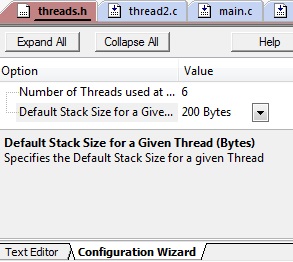 threads.h thread2.c main.c
Expand All Collapse All Help
Option Value
Number of Threads used at ... 6
Default Stack Size for a Give... 200 Bytes
Default Stack Size for a Given Thread (Bytes)
Specifies the Default Stack Size for a given Thread
Text Editor Configuration Wizard